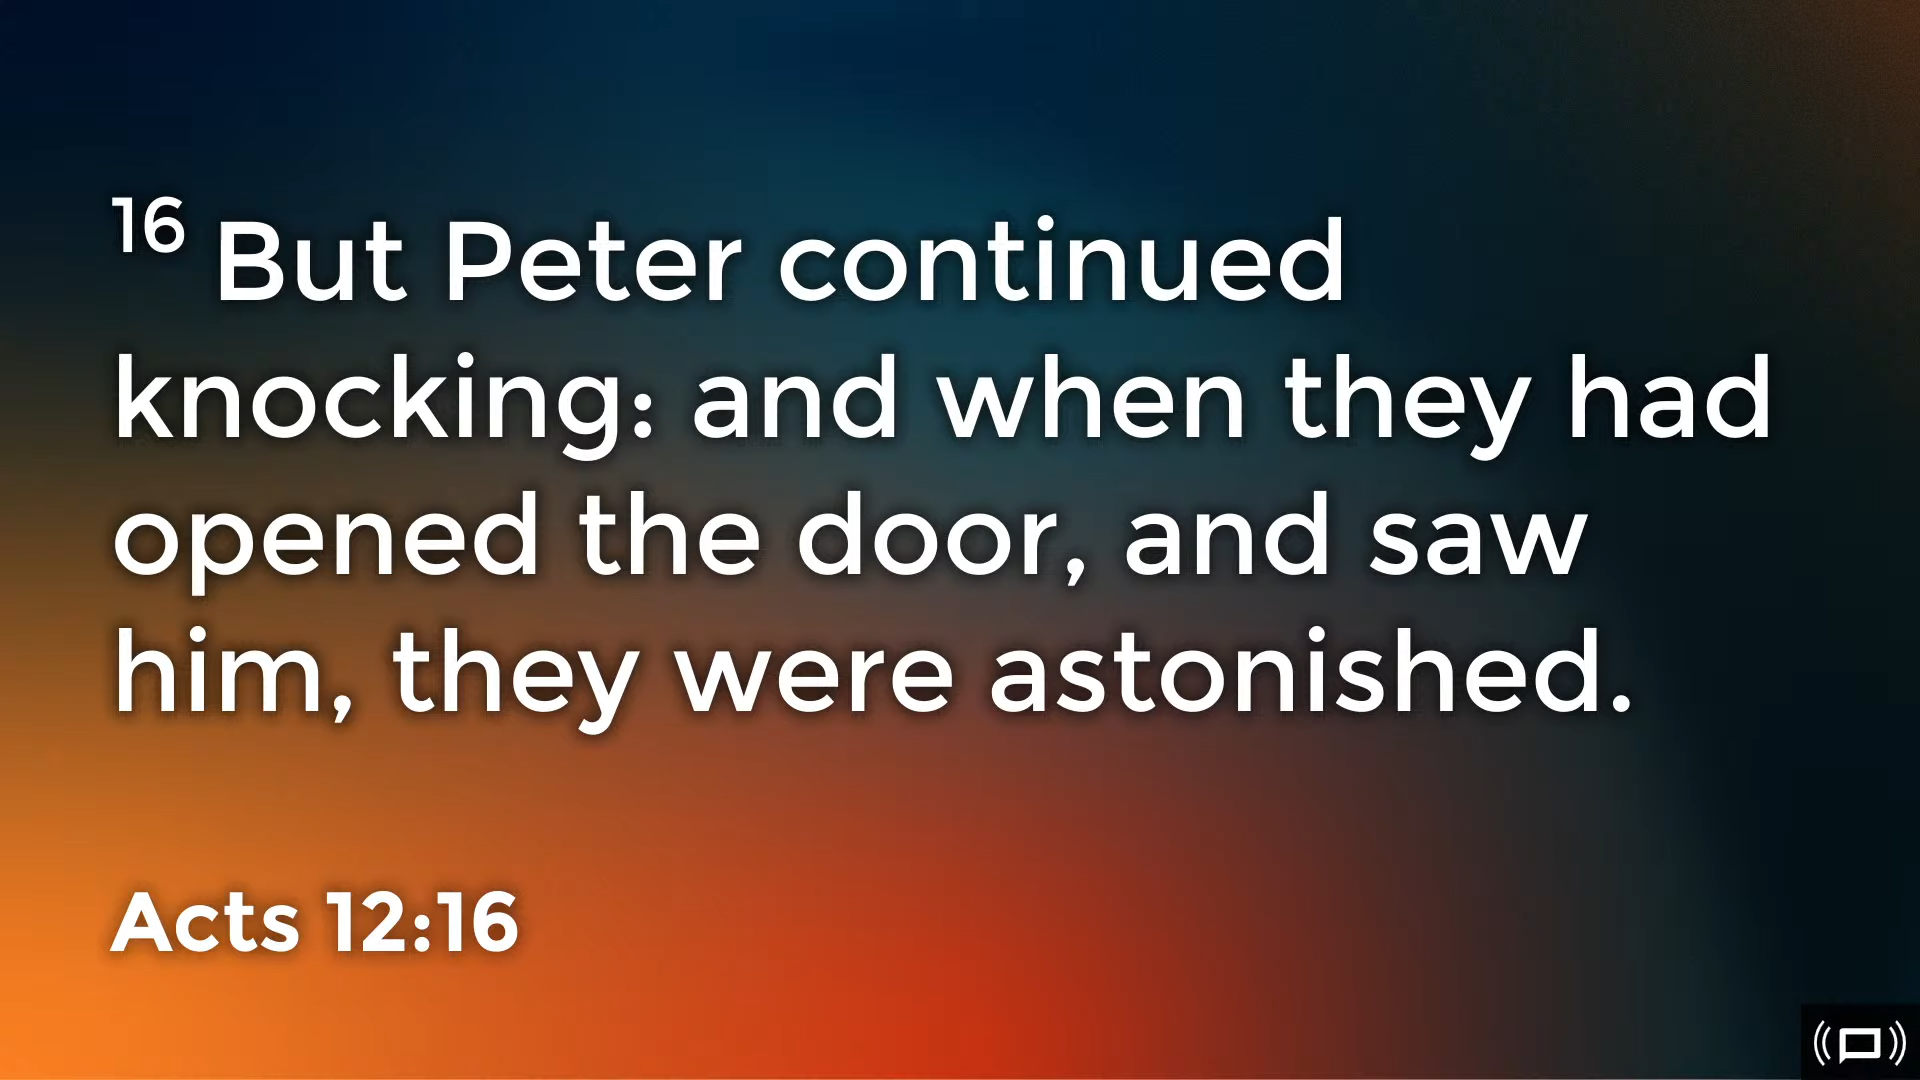 16 But Peter continued
knocking: and when they had
opened the door, and saw
him, they were astonished.
Acts 12:16